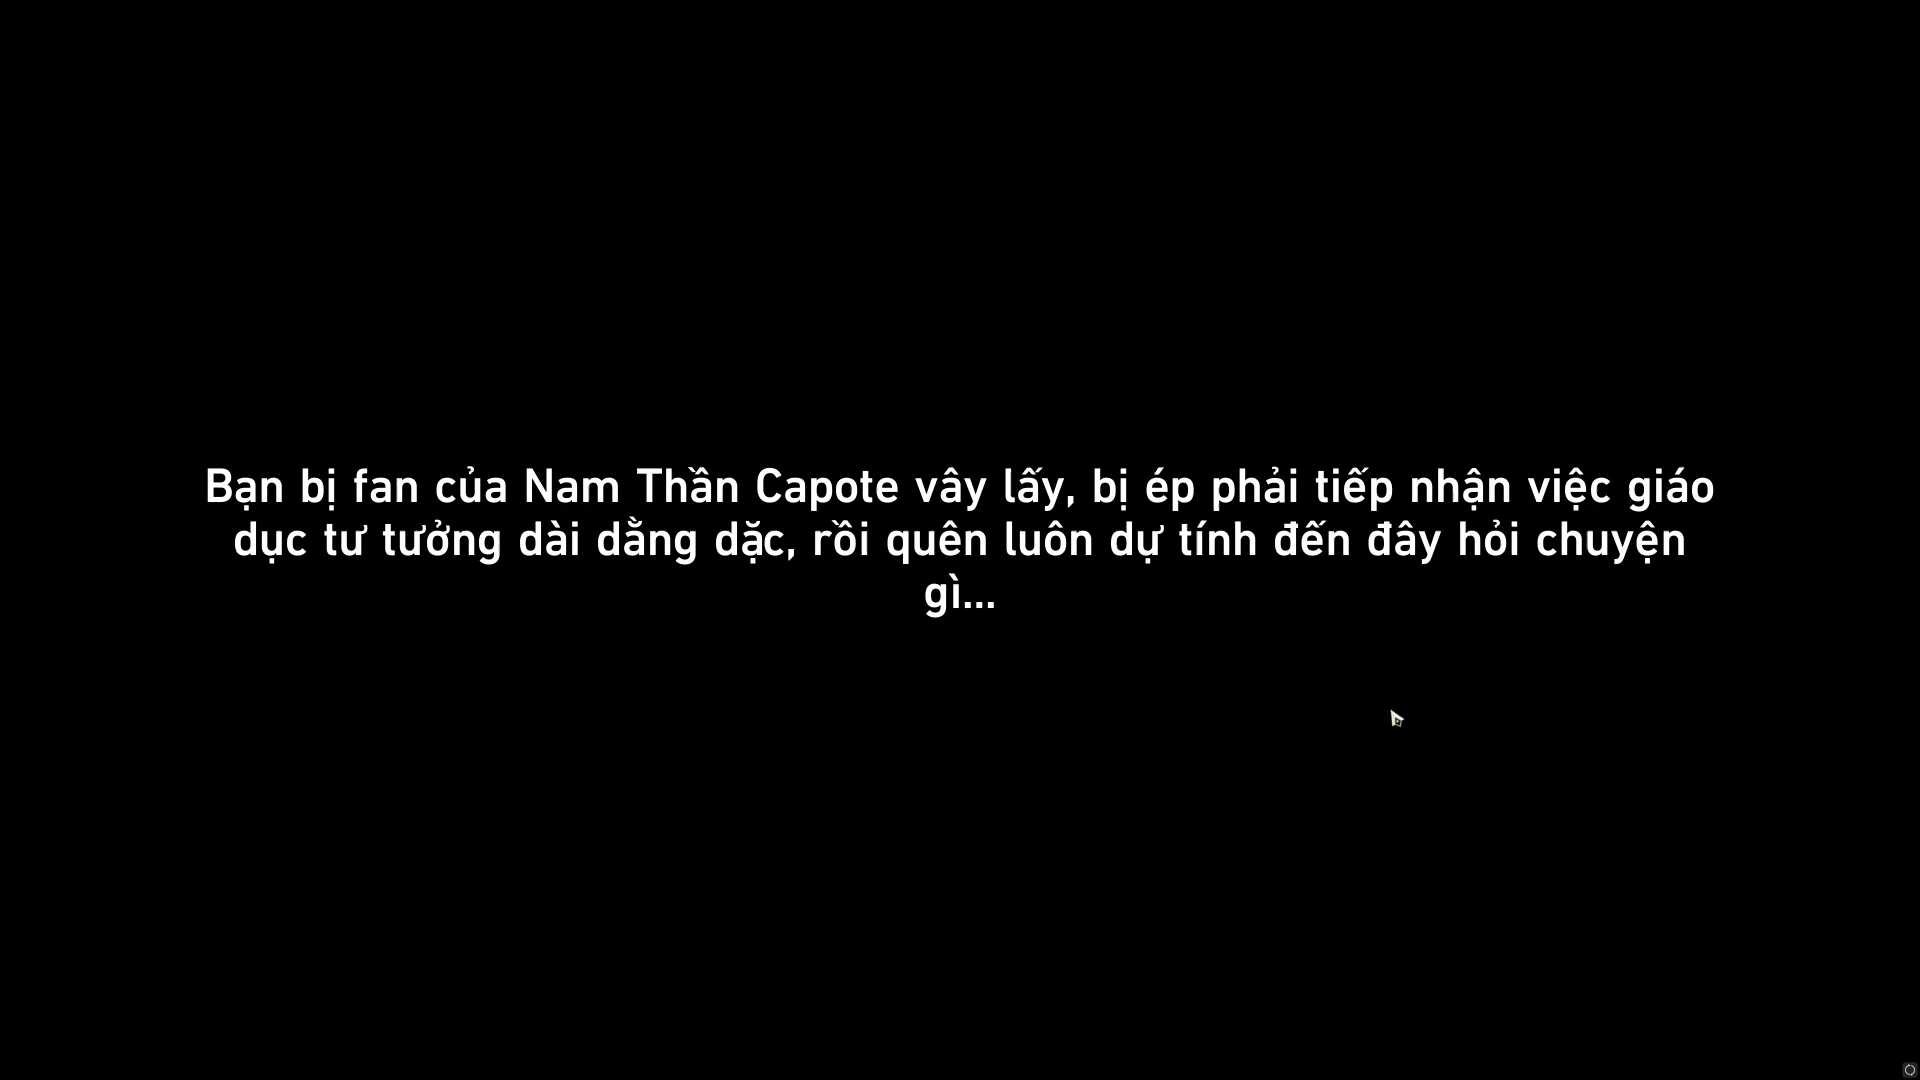 Bạn bị fan của Nam Thần Capote vây lấy, bị ép phải tiếp nhận việc giáo
dục tư tưởng dài dằng dặc, rồi quên luôn dự tính đến đây hỏi chuyện
gì...